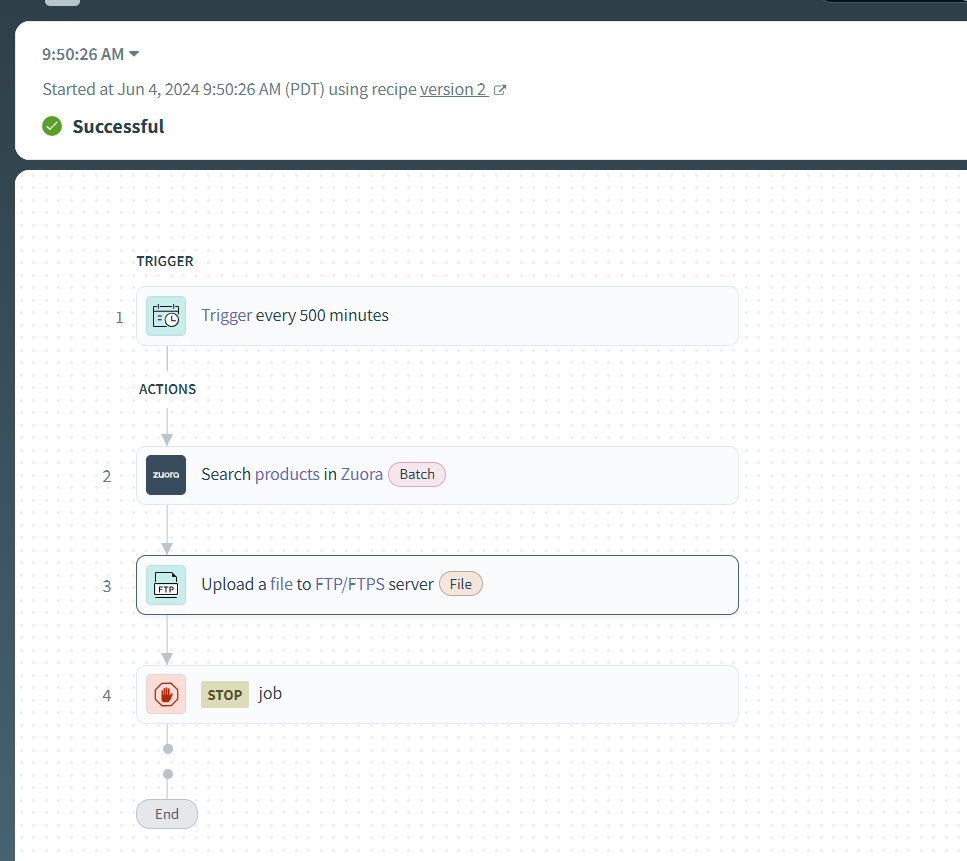 9:50:26 AM
Started at Jun 4, 2024 9:50:26 AM (PDT) using recipe version 2
Successful
TRIGGER
1 Trigger every 500 minutes
ACTIONS
2 zuora Search products in Zuora Batch
3 FTP Upload a file to FTP/FTPS server File
4 STOP job
End